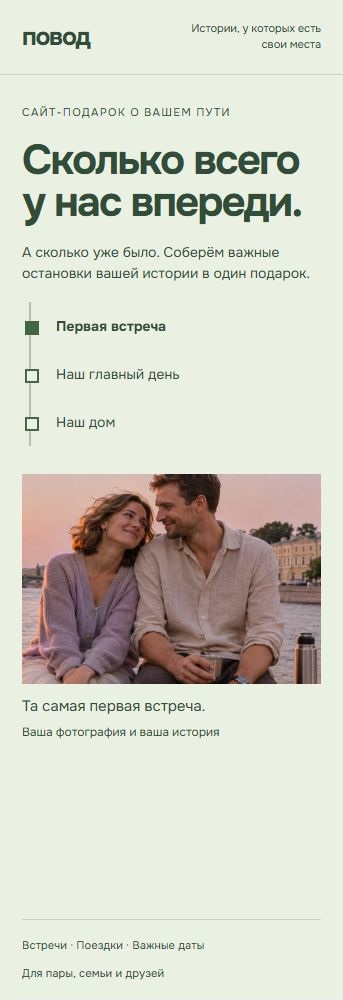 повод
Истории, у которых есть
свои места
САЙТ-ПОДАРОК О ВАШЕМ ПУТИ
Сколько всего
у нас впереди.
А сколько уже было. Соберём важные
остановки вашей истории в один подарок.
Первая встреча
Наш главный день
Наш дом
Та самая первая встреча.
Ваша фотография и ваша история
Встречи · Поездки · Важные даты
Для пары, семьи и друзей